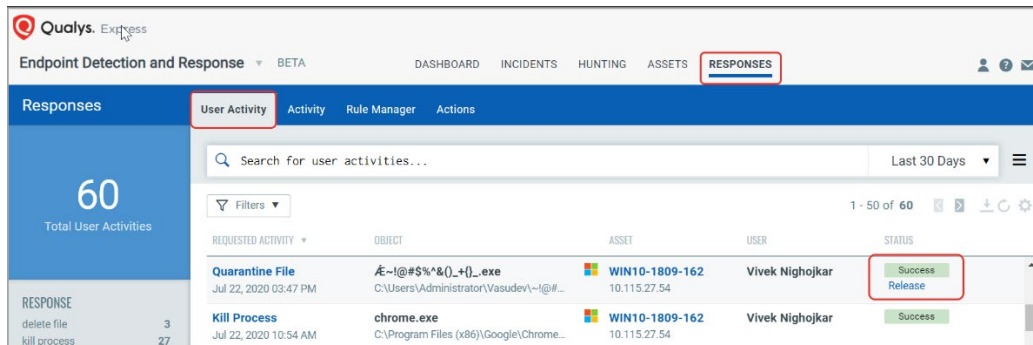 Qualys. Express
Endpoint Detection and Response BETA DASHBOARD INCIDENTS HUNTING ASSETS RESPONSES
Responses User Activity Activity Rule Manager Actions
Search for user activities... Last 30 Days
60
Total User Activities
Filters 1 - 50 of 60
REQUESTED ACTIVITY OBJECT ASSET USER STATUS
Quarantine File Ǽ~!@#$%^&()_+{}_.exe WIN10-1809-162 Vivek Nighojkar Success
Jul 22, 2020 03:47 PM C:\Users\Administrator\Vasudev\~!@#... 10.115.27.54 Release
RESPONSE
Kill Process chrome.exe WIN10-1809-162 Vivek Nighojkar Success
delete file 3
Jul 22, 2020 10:54 AM C:\Program Files (x86)\Google\Chrome... 10.115.27.54
kill process 27